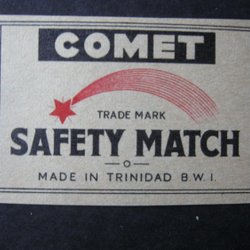 COMET
TRADE MARK
SAFETY MATCH
MADE IN TRINIDAD B.W.I.